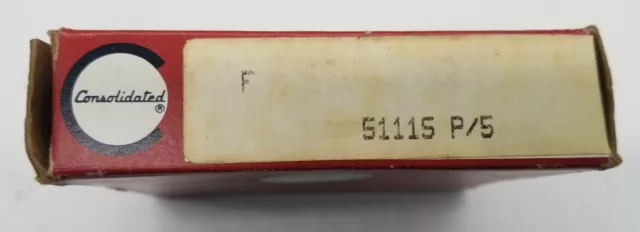 Consolidated
®
F
51115 P/5